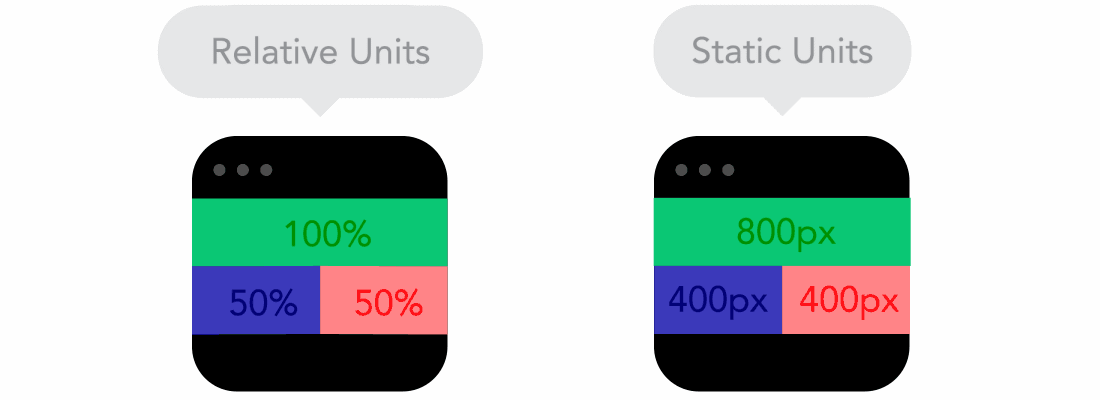 Relative Units
Static Units
100%
50% 50%
800px
400px 400px